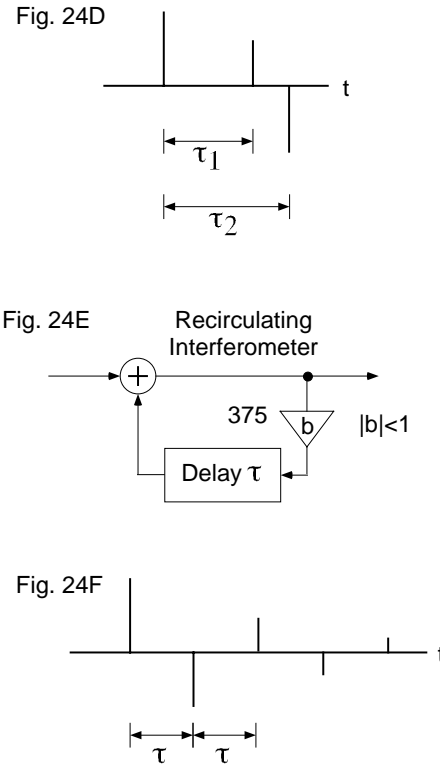 Fig. 24D
t
τ1
τ2
Fig. 24E
Recirculating
Interferometer
+
375
b
|b|<1
Delay τ
Fig. 24F
t
τ τ